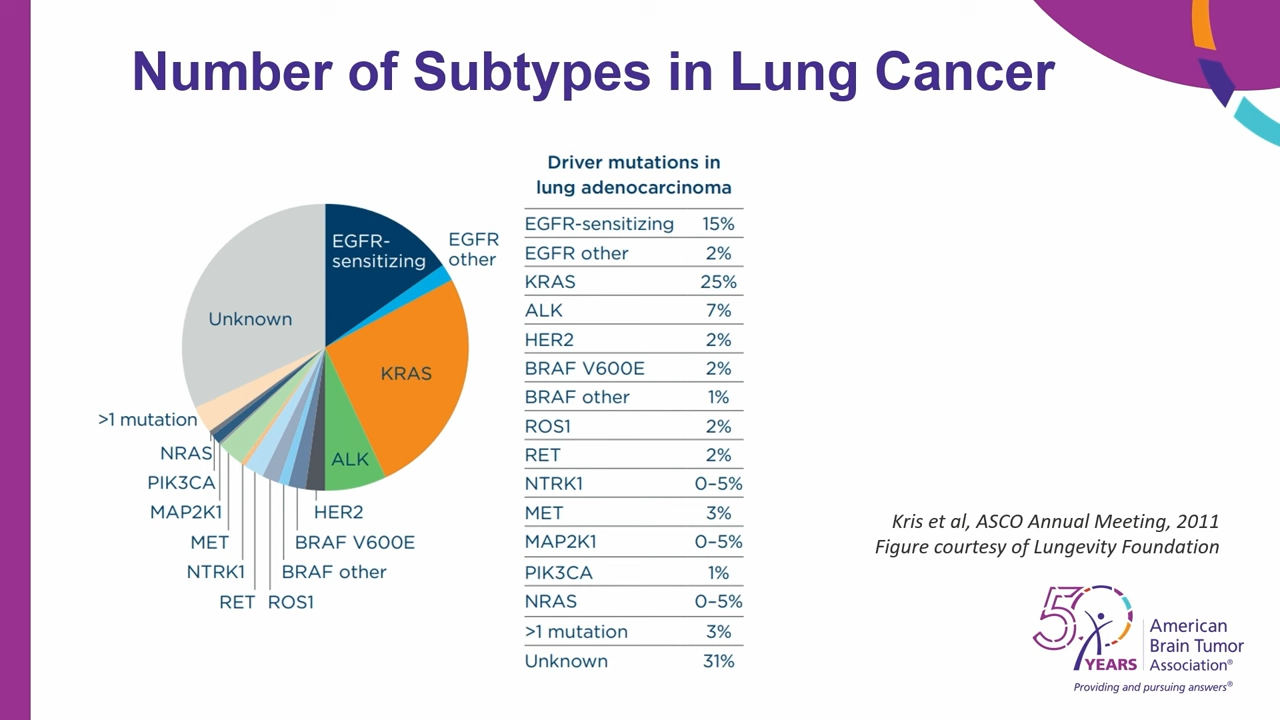 Number of Subtypes in Lung Cancer
EGFR-
sensitizing
EGFR
other
Unknown
KRAS
ALK
>1 mutation
NRAS
PIK3CA
MAP2K1
MET
NTRK1
RET
ROS1
BRAF other
BRAF V600E
HER2
Driver mutations in
lung adenocarcinoma
EGFR-sensitizing 15%
EGFR other 2%
KRAS 25%
ALK 7%
HER2 2%
BRAF V600E 2%
BRAF other 1%
ROS1 2%
RET 2%
NTRK1 0–5%
MET 3%
MAP2K1 0–5%
PIK3CA 1%
NRAS 0–5%
>1 mutation 3%
Unknown 31%
Kris et al, ASCO Annual Meeting, 2011
Figure courtesy of Lungevity Foundation
50
YEARS
American
Brain Tumor
Association®
Providing and pursuing answers®